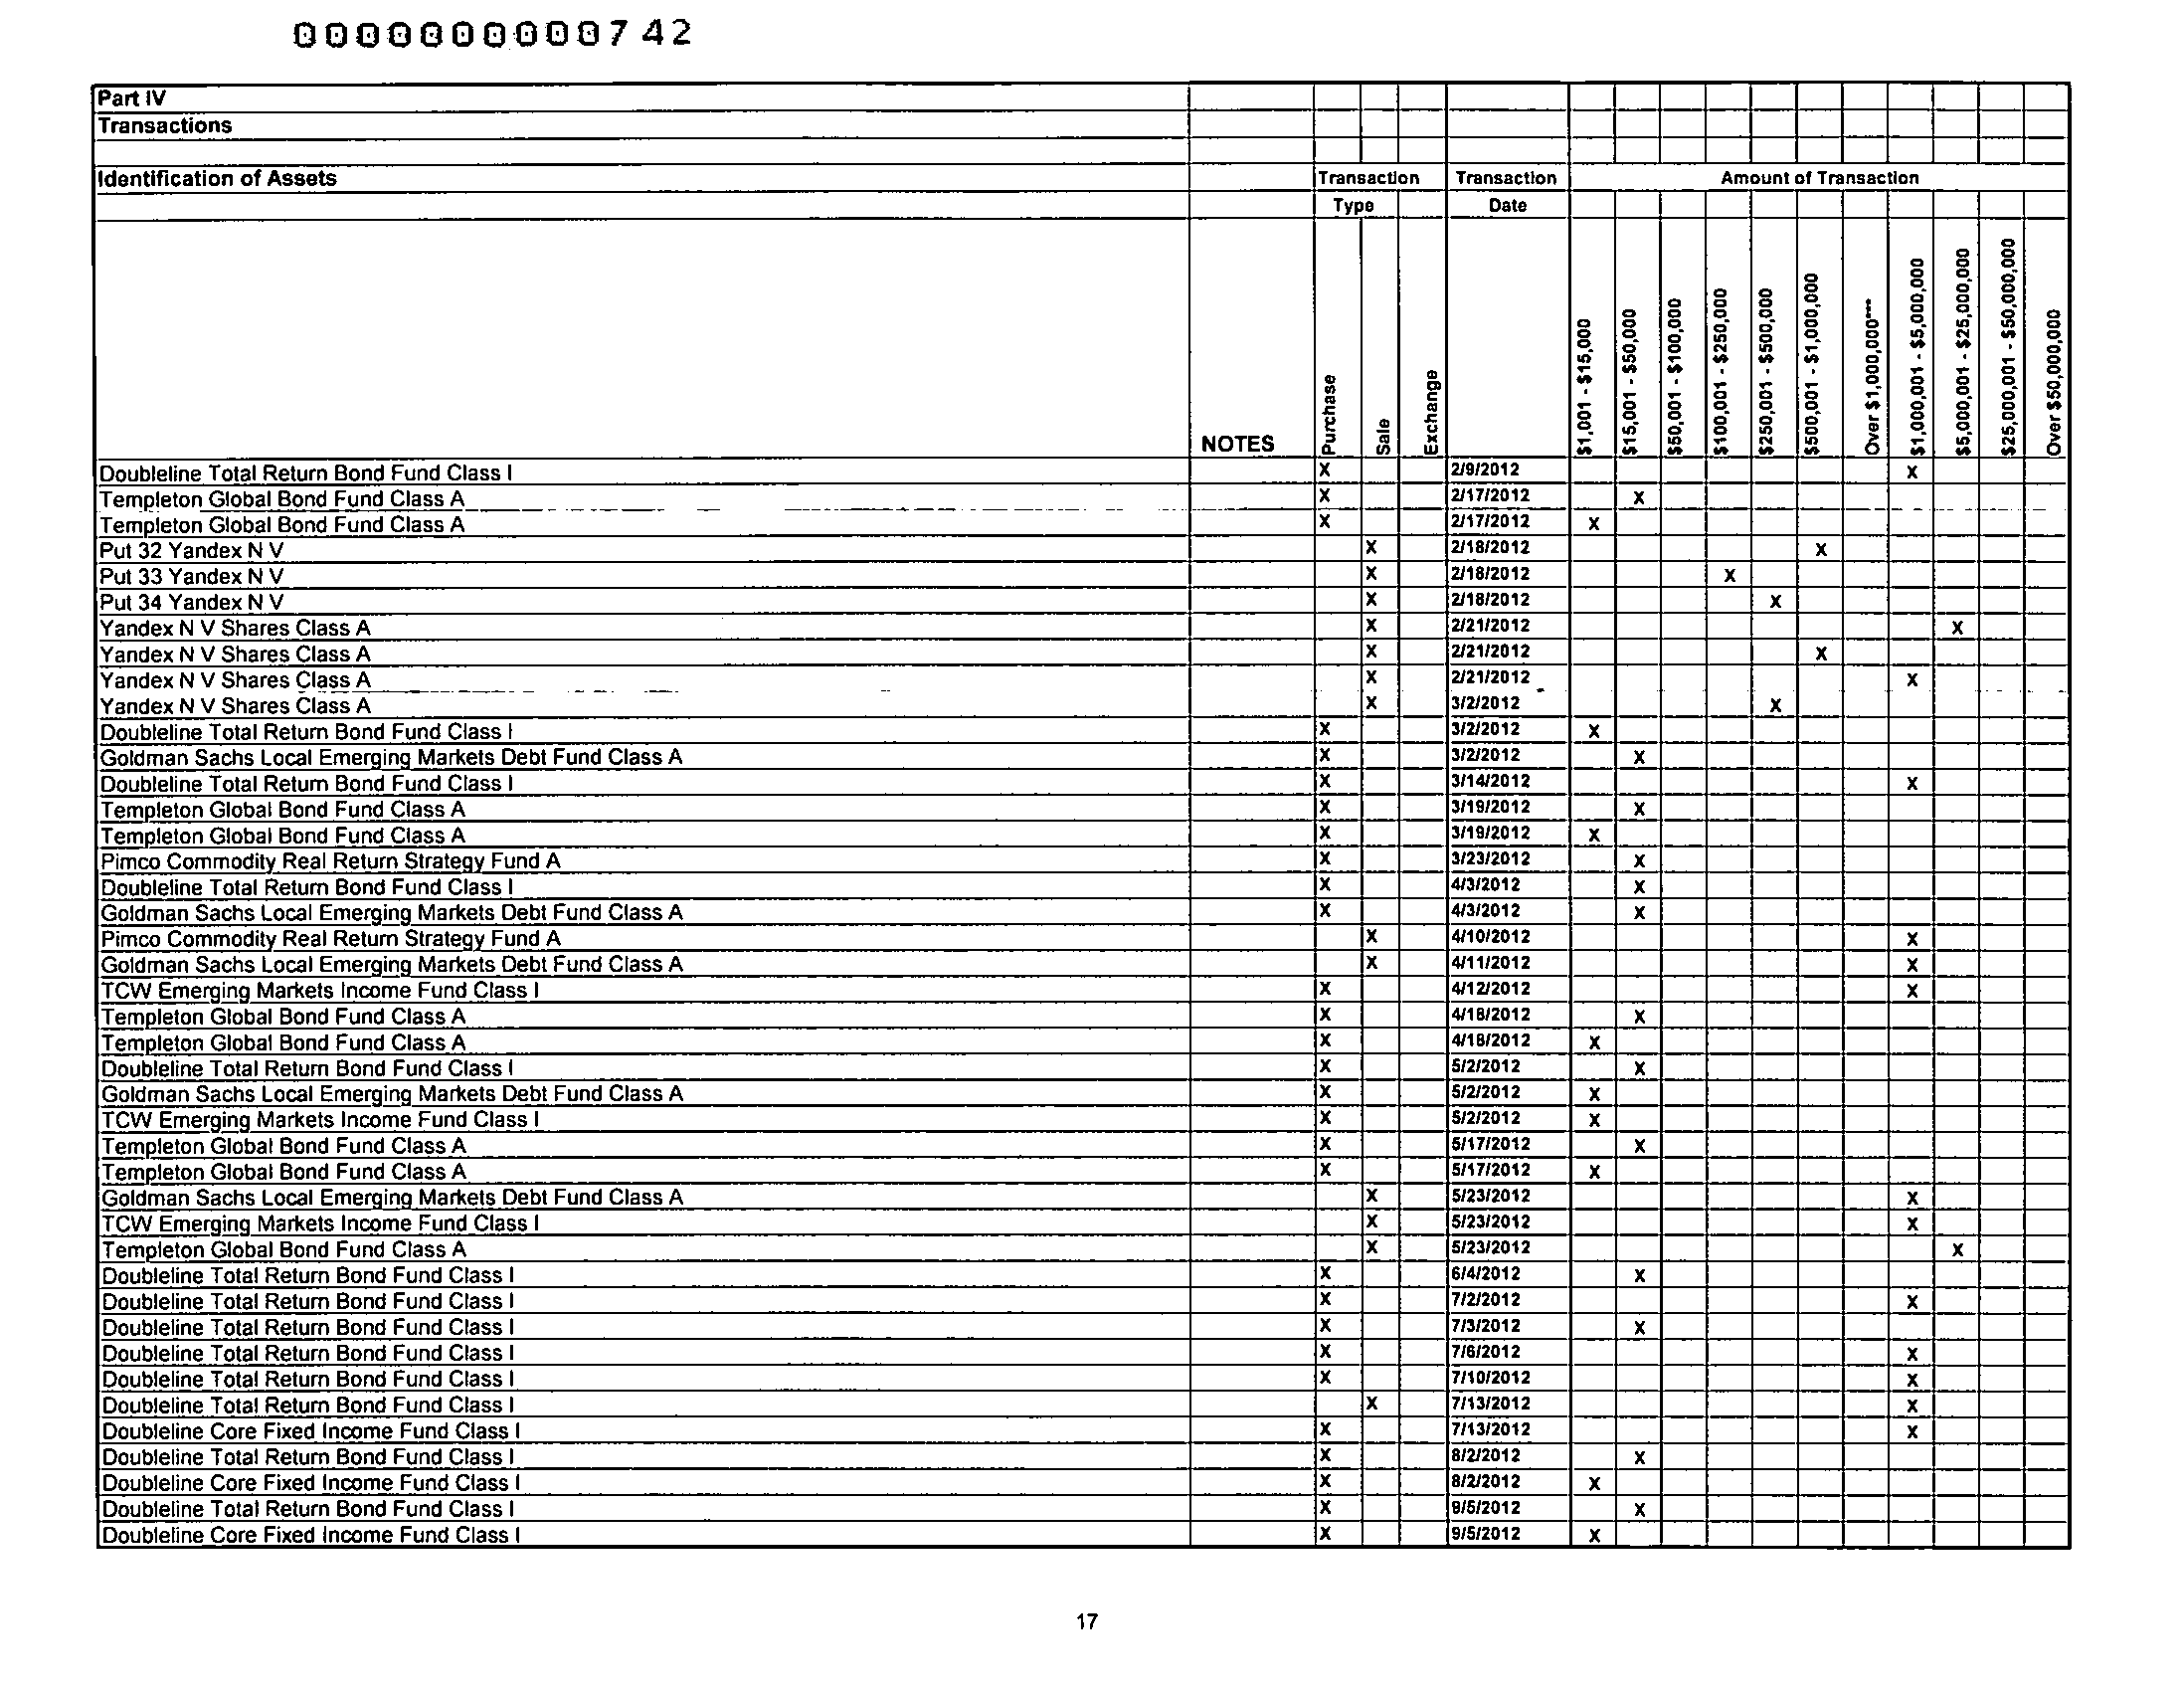 000000000742
Part IV
Transactions
Identification of Assets Transaction Transaction Amount of Transaction
Type Date
NOTES Purchase Sale Exchange $1,001 - $15,000 $15,001 - $50,000 $50,001 - $100,000 $100,001 - $250,000 $250,001 - $500,000 $500,001 - $1,000,000 Over $1,000,000*** $1,000,001 - $5,000,000 $5,000,001 - $25,000,000 $25,000,001 - $50,000,000 Over $50,000,000
Doubleline Total Return Bond Fund Class I X 2/9/2012 X
Templeton Global Bond Fund Class A X 2/17/2012 X
Templeton Global Bond Fund Class A X 2/17/2012 X
Put 32 Yandex N V X 2/18/2012 X
Put 33 Yandex N V X 2/18/2012 X
Put 34 Yandex N V X 2/18/2012 X
Yandex N V Shares Class A X 2/21/2012 X
Yandex N V Shares Class A X 2/21/2012 X
Yandex N V Shares Class A X 2/21/2012 X
Yandex N V Shares Class A X 3/2/2012 X
Doubleline Total Return Bond Fund Class I X 3/2/2012 X
Goldman Sachs Local Emerging Markets Debt Fund Class A X 3/2/2012 X
Doubleline Total Return Bond Fund Class I X 3/14/2012 X
Templeton Global Bond Fund Class A X 3/19/2012 X
Templeton Global Bond Fund Class A X 3/19/2012 X
Pimco Commodity Real Return Strategy Fund A X 3/23/2012 X
Doubleline Total Return Bond Fund Class I X 4/3/2012 X
Goldman Sachs Local Emerging Markets Debt Fund Class A X 4/3/2012 X
Pimco Commodity Real Return Strategy Fund A X 4/10/2012 X
Goldman Sachs Local Emerging Markets Debt Fund Class A X 4/11/2012 X
TCW Emerging Markets Income Fund Class I X 4/12/2012 X
Templeton Global Bond Fund Class A X 4/18/2012 X
Templeton Global Bond Fund Class A X 4/18/2012 X
Doubleline Total Return Bond Fund Class I X 5/2/2012 X
Goldman Sachs Local Emerging Markets Debt Fund Class A X 5/2/2012 X
TCW Emerging Markets Income Fund Class I X 5/2/2012 X
Templeton Global Bond Fund Class A X 5/17/2012 X
Templeton Global Bond Fund Class A X 5/17/2012 X
Goldman Sachs Local Emerging Markets Debt Fund Class A X 5/23/2012 X
TCW Emerging Markets Income Fund Class I X 5/23/2012 X
Templeton Global Bond Fund Class A X 5/23/2012 X
Doubleline Total Return Bond Fund Class I X 6/4/2012 X
Doubleline Total Return Bond Fund Class I X 7/2/2012 X
Doubleline Total Return Bond Fund Class I X 7/3/2012 X
Doubleline Total Return Bond Fund Class I X 7/6/2012 X
Doubleline Total Return Bond Fund Class I X 7/10/2012 X
Doubleline Total Return Bond Fund Class I X 7/13/2012 X
Doubleline Core Fixed Income Fund Class I X 7/13/2012 X
Doubleline Total Return Bond Fund Class I X 8/2/2012 X
Doubleline Core Fixed Income Fund Class I X 8/2/2012 X
Doubleline Total Return Bond Fund Class I X 9/5/2012 X
Doubleline Core Fixed Income Fund Class I X 9/5/2012 X
17